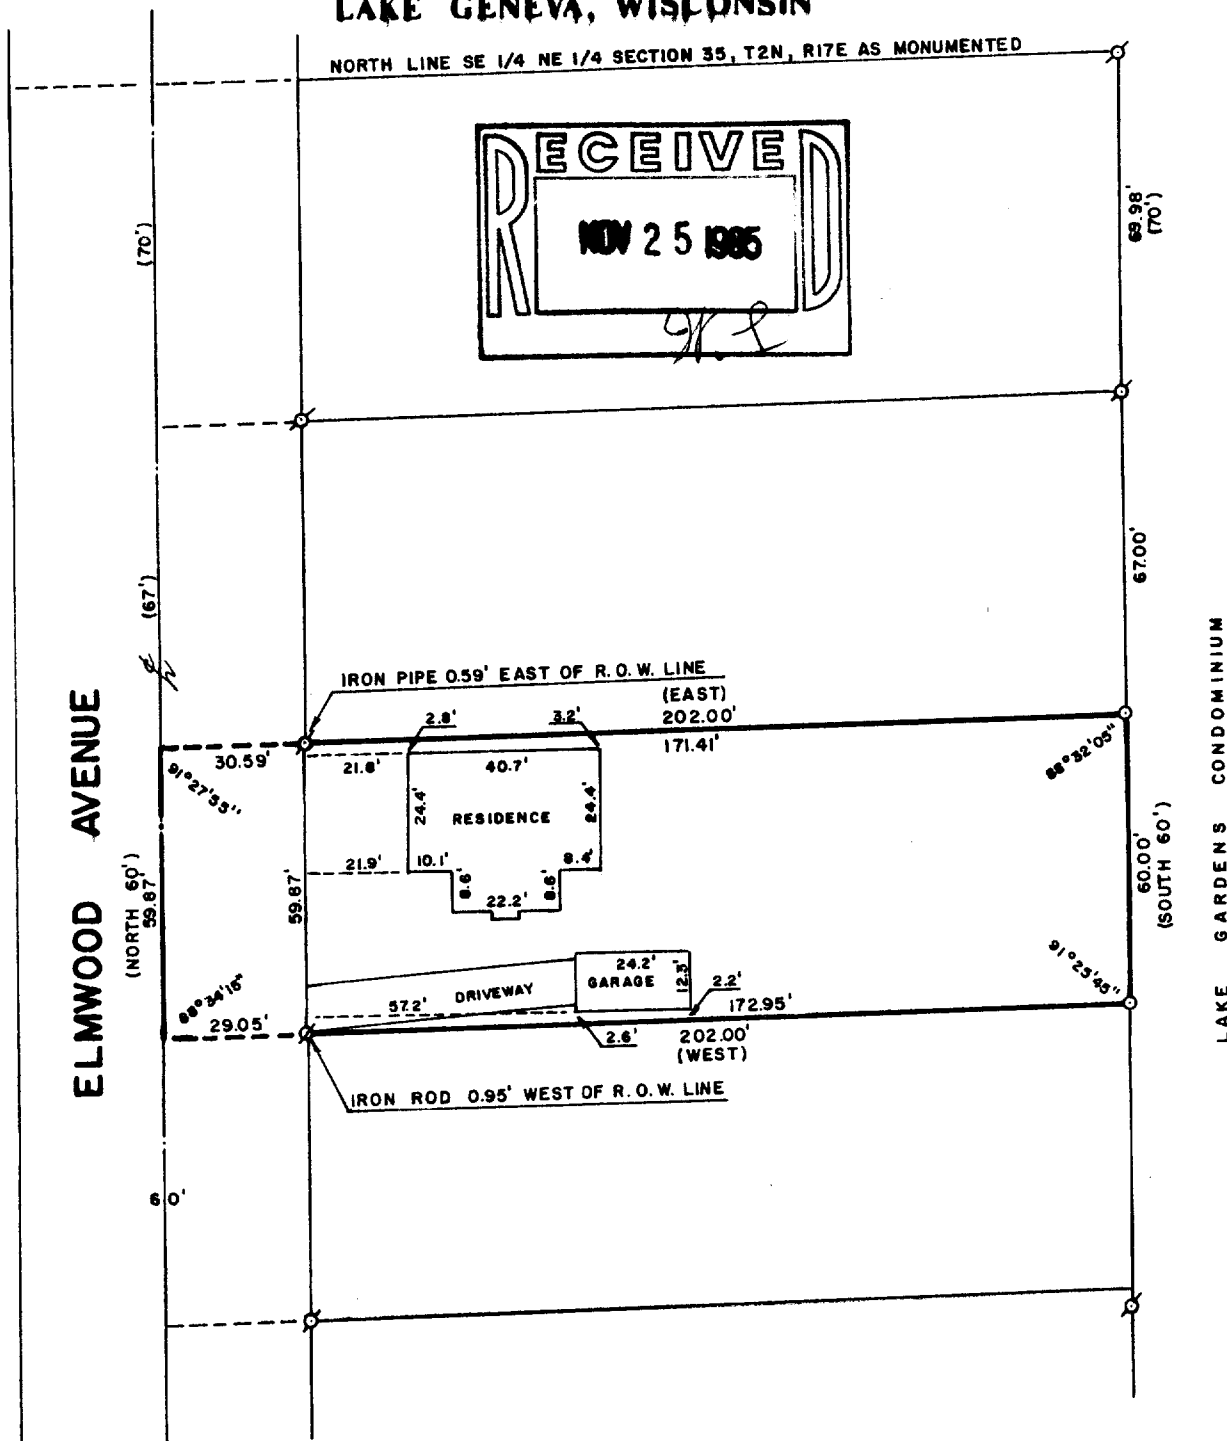 LAKE GENEVA, WISCONSIN
NORTH LINE SE 1/4 NE 1/4 SECTION 35, T2N, R17E AS MONUMENTED
RECEIVED
NOV 25 1985
(70')
69.98'
(70')
(67')
67.00'
IRON PIPE 0.59' EAST OF R.O.W. LINE
(EAST)
202.00'
171.41'
2.8'
3.2'
30.59'
21.8'
40.7'
91°27'55"
88°32'05"
24.4'
24.4'
RESIDENCE
21.9'
10.1'
8.4'
8.6'
8.6'
22.2'
ELMWOOD AVENUE
(NORTH 60')
59.87'
59.87'
60.00'
(SOUTH 60')
LAKE GARDENS CONDOMINIUM
24.2'
GARAGE
12.3'
DRIVEWAY
57.2'
2.2'
172.95'
91°25'45"
88°34'15"
29.05'
2.6'
202.00'
(WEST)
IRON ROD 0.95' WEST OF R.O.W. LINE
60'